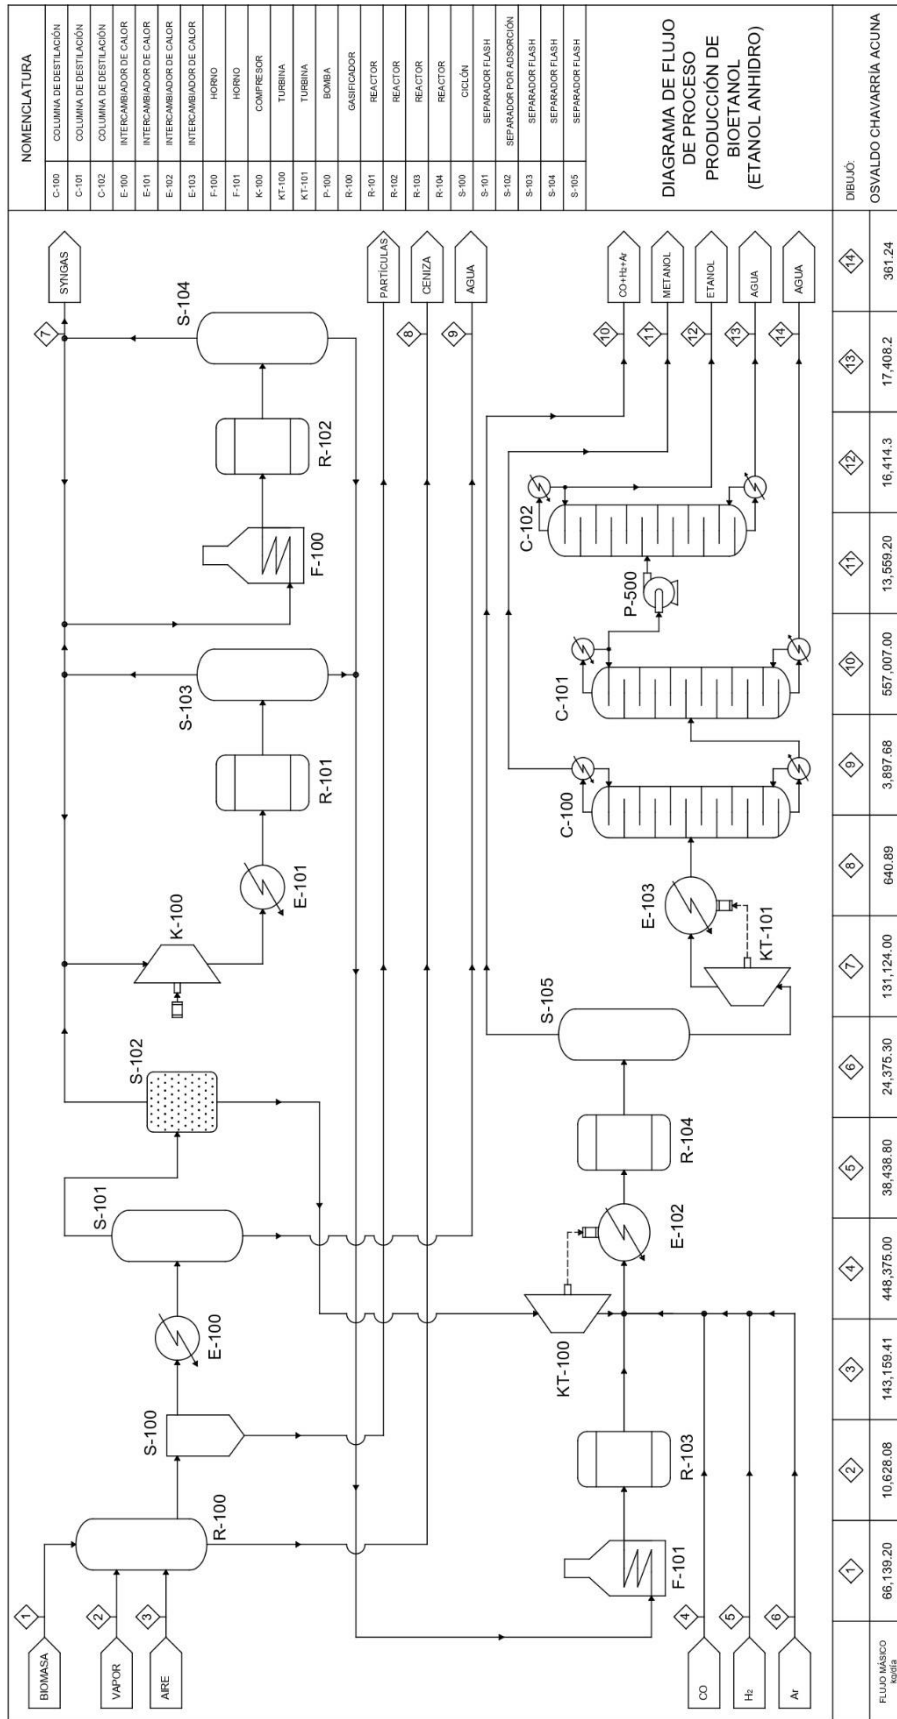 NOMENCLATURA
C-100 COLUMNA DE DESTILACIÓN
C-101 COLUMNA DE DESTILACIÓN
C-102 COLUMNA DE DESTILACIÓN
E-100 INTERCAMBIADOR DE CALOR
E-101 INTERCAMBIADOR DE CALOR
E-102 INTERCAMBIADOR DE CALOR
E-103 INTERCAMBIADOR DE CALOR
F-100 HORNO
F-101 HORNO
K-100 COMPRESOR
KT-100 TURBINA
KT-101 TURBINA
P-100 BOMBA
R-100 GASIFICADOR
R-101 REACTOR
R-102 REACTOR
R-103 REACTOR
R-104 REACTOR
S-100 CICLÓN
S-101 SEPARADOR FLASH
S-102 SEPARADOR POR ADSORCIÓN
S-103 SEPARADOR FLASH
S-104 SEPARADOR FLASH
S-105 SEPARADOR FLASH
DIAGRAMA DE FLUJO
DE PROCESO
PRODUCCIÓN DE
BIOETANOL
(ETANOL ANHIDRO)
DIBUJÓ:
OSVALDO CHAVARRÍA ACUNA
BIOMASA 1
VAPOR 2
AIRE 3
R-100
S-100
E-100
S-101
S-102
K-100
E-101
R-101
S-103
F-100
R-102
S-104
7 SYNGAS
PARTÍCULAS
8 CENIZA
9 AGUA
CO 4
H2 5
Ar 6
F-101
R-103
KT-100
E-102
R-104
S-105
KT-101
E-103
C-100
C-101
P-500
C-102
10 CO+H2+Ar
11 METANOL
12 ETANOL
13 AGUA
14 AGUA
1 2 3 4 5 6 7 8 9 10 11 12 13 14
FLUJO MÁSICO
kg/día
66,139.20 10,628.08 143,159.41 448,375.00 38,438.80 24,375.30 131,124.00 640.89 3,897.68 557,007.00 13,559.20 16,414.3 17,408.2 361.24